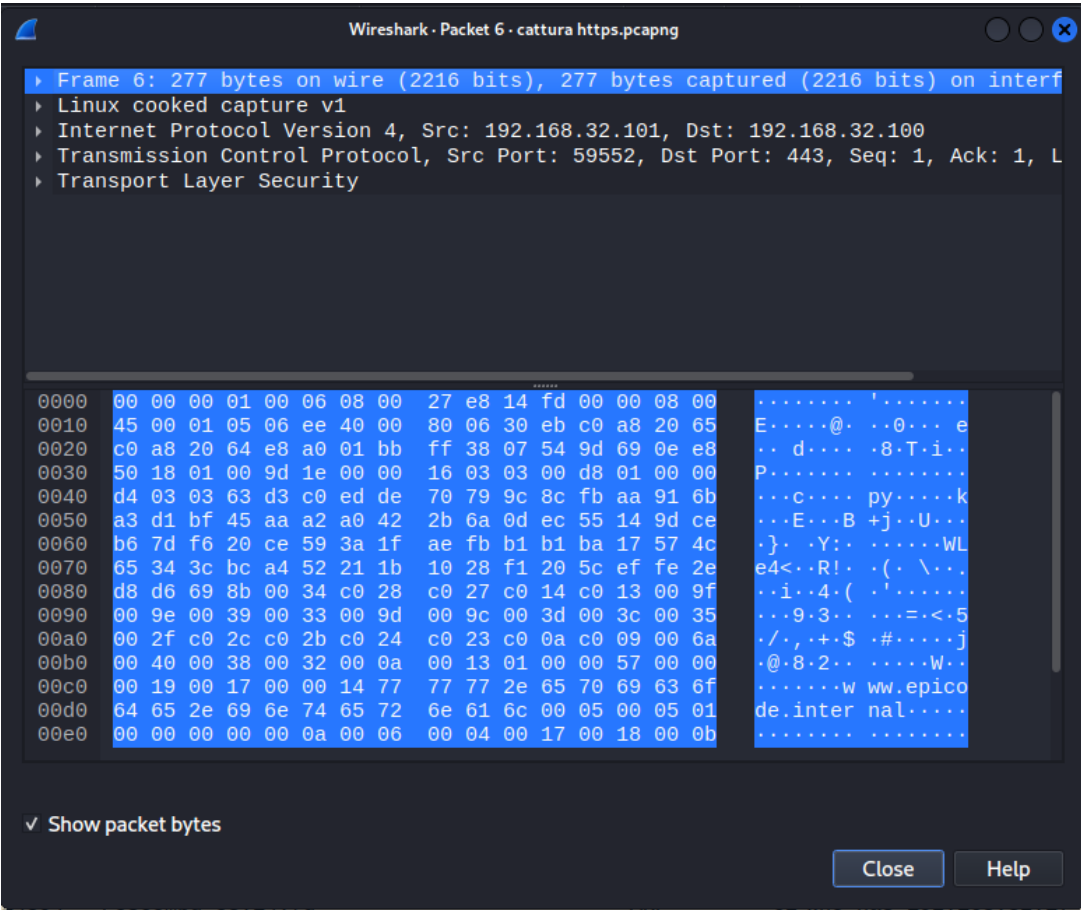 Wireshark · Packet 6 · cattura https.pcapng
Frame 6: 277 bytes on wire (2216 bits), 277 bytes captured (2216 bits) on interf
Linux cooked capture v1
Internet Protocol Version 4, Src: 192.168.32.101, Dst: 192.168.32.100
Transmission Control Protocol, Src Port: 59552, Dst Port: 443, Seq: 1, Ack: 1, L
Transport Layer Security
0000 00 00 00 01 00 06 08 00 27 e8 14 fd 00 00 08 00 ········ '·······
0010 45 00 01 05 06 ee 40 00 80 06 30 eb c0 a8 20 65 E·····@· ··0··· e
0020 c0 a8 20 64 e8 a0 01 bb ff 38 07 54 9d 69 0e e8 ·· d···· ·8·T·i··
0030 50 18 01 00 9d 1e 00 00 16 03 03 00 d8 01 00 00 P······· ········
0040 d4 03 03 63 d3 c0 ed de 70 79 9c 8c fb aa 91 6b ···c···· py·····k
0050 a3 d1 bf 45 aa a2 a0 42 2b 6a 0d ec 55 14 9d ce ···E···B +j··U···
0060 b6 7d f6 20 ce 59 3a 1f ae fb b1 b1 ba 17 57 4c ·}· ·Y:· ······WL
0070 65 34 3c bc a4 52 21 1b 10 28 f1 20 5c ef fe 2e e4<··R!· ·(· \··.
0080 d8 d6 69 8b 00 34 c0 28 c0 27 c0 14 c0 13 00 9f ··i··4·( ·'······
0090 00 9e 00 39 00 33 00 9d 00 9c 00 3d 00 3c 00 35 ···9·3·· ···=·<·5
00a0 00 2f c0 2c c0 2b c0 24 c0 23 c0 0a c0 09 00 6a ·/·,·+·$ ·#·····j
00b0 00 40 00 38 00 32 00 0a 00 13 01 00 00 57 00 00 ·@·8·2·· ·····W··
00c0 00 19 00 17 00 00 14 77 77 77 2e 65 70 69 63 6f ·······w ww.epico
00d0 64 65 2e 69 6e 74 65 72 6e 61 6c 00 05 00 05 01 de.inter nal·····
00e0 00 00 00 00 00 0a 00 06 00 04 00 17 00 18 00 0b ········ ········
Show packet bytes
Close Help